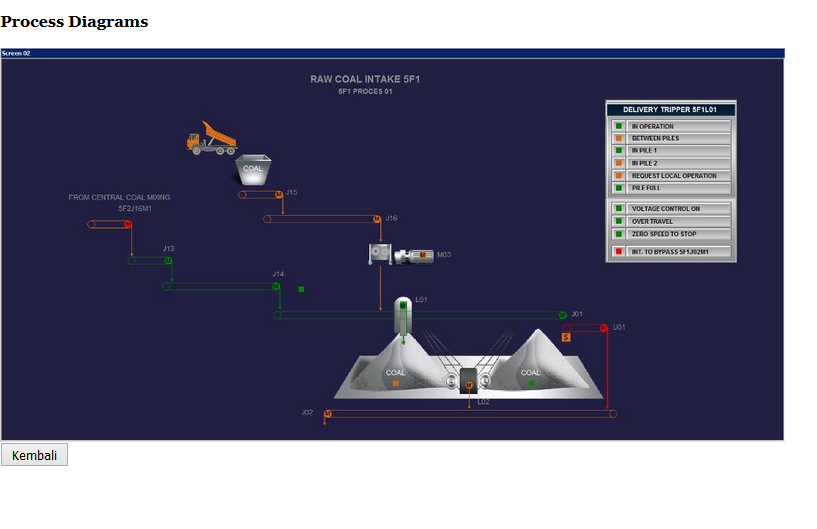 Process Diagrams
Screen 02
RAW COAL INTAKE 5F1
5F1 PROCES 01
DELIVERY TRIPPER 5F1L01
IN OPERATION
BETWEEN PILES
IN PILE 1
IN PILE 2
REQUEST LOCAL OPERATION
PILE FULL
VOLTAGE CONTROL ON
OVER TRAVEL
ZERO SPEED TO STOP
INT. TO BYPASS 5F1J02M1
COAL
J15
FROM CENTRAL COAL MIXING
5F2J16M1
M
J16
M
M
J13
M
M03
M
J14
M
L01
M
J01
M
U01
M
S
COAL
COAL
M
L02
J02
M
Kembali